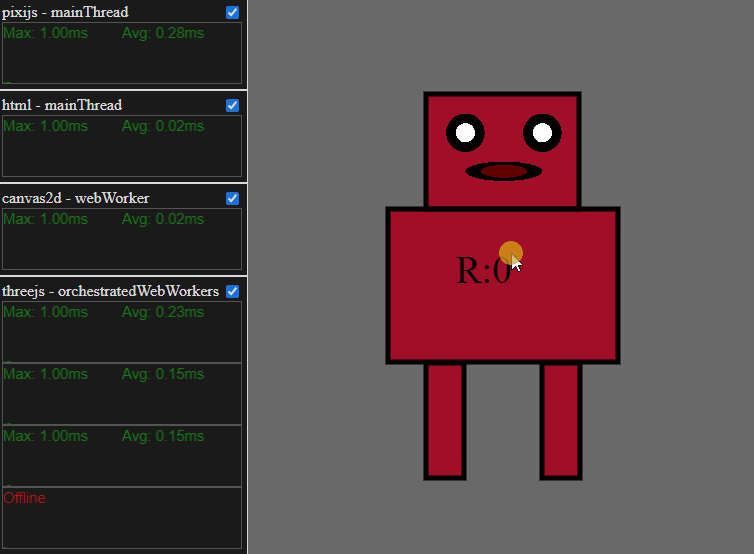 pixijs - mainThread
Max: 1.00ms Avg: 0.28ms
html - mainThread
Max: 1.00ms Avg: 0.02ms
canvas2d - webWorker
Max: 1.00ms Avg: 0.02ms
threejs - orchestratedWebWorkers
Max: 1.00ms Avg: 0.23ms
Max: 1.00ms Avg: 0.15ms
Max: 1.00ms Avg: 0.15ms
Offline
R:0